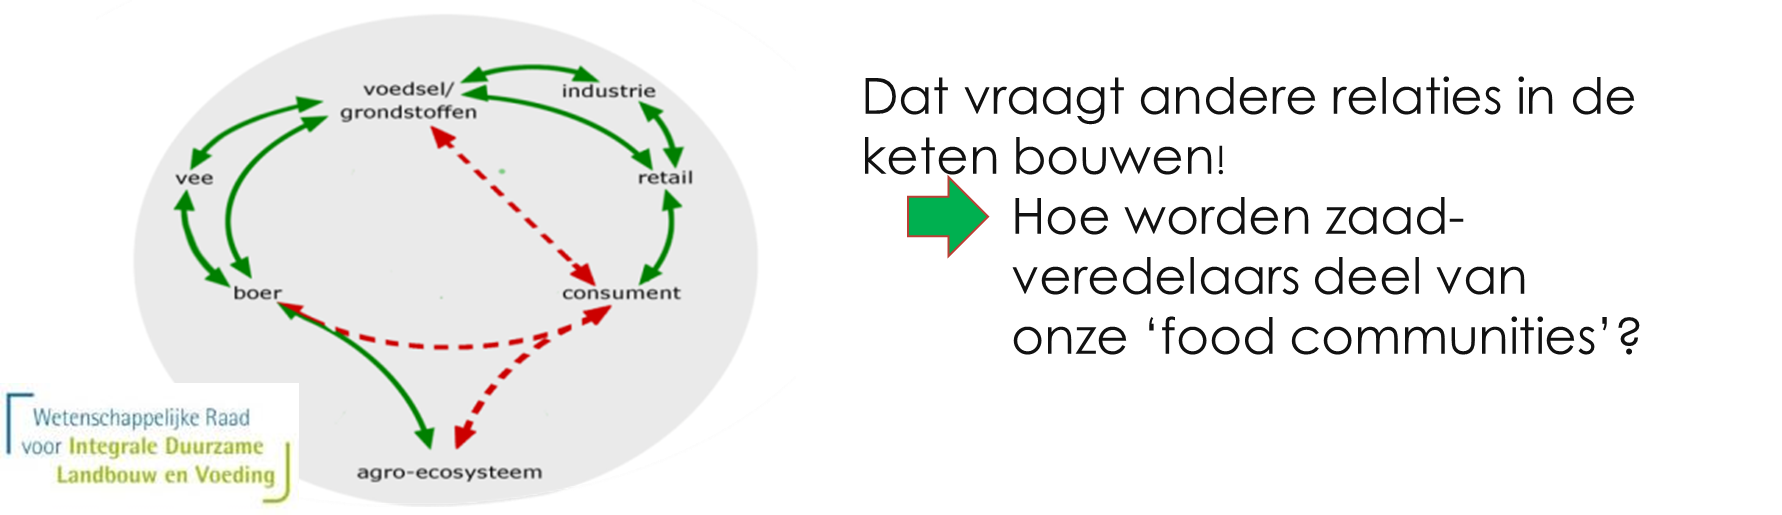 voedsel/
grondstoffen
industrie
vee
retail
boer
consument
agro-ecosysteem
Wetenschappelijke Raad
voor Integrale Duurzame
Landbouw en Voeding
Dat vraagt andere relaties in de
keten bouwen!
Hoe worden zaad-
veredelaars deel van
onze ‘food communities’?